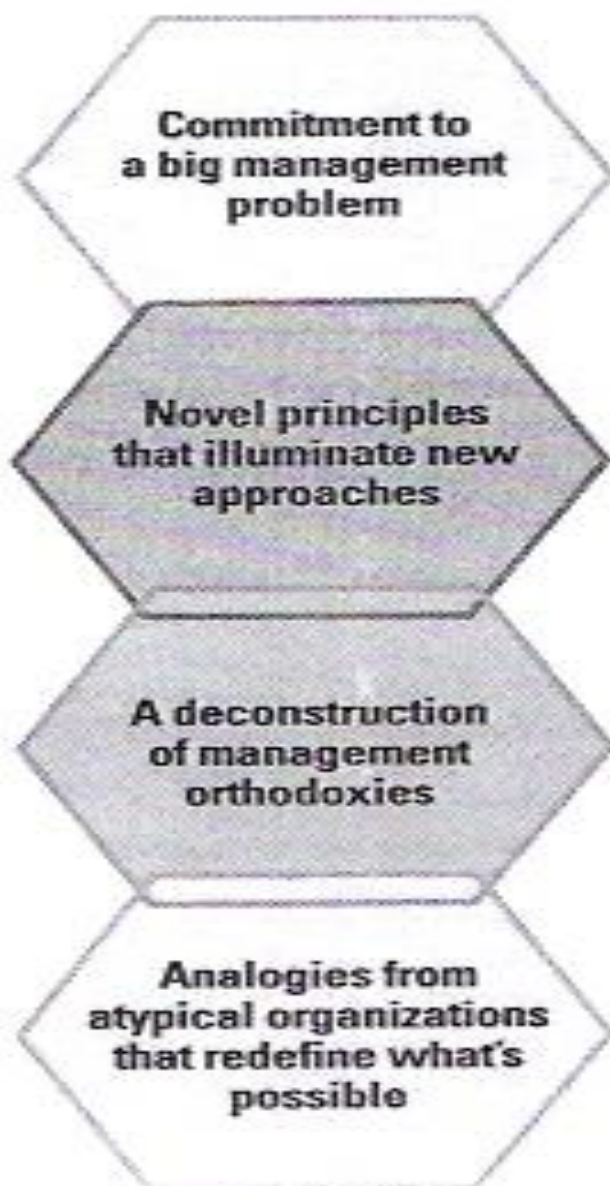 Commitment to
a big management
problem
Novel principles
that illuminate new
approaches
A deconstruction
of management
orthodoxies
Analogies from
atypical organizations
that redefine what's
possible